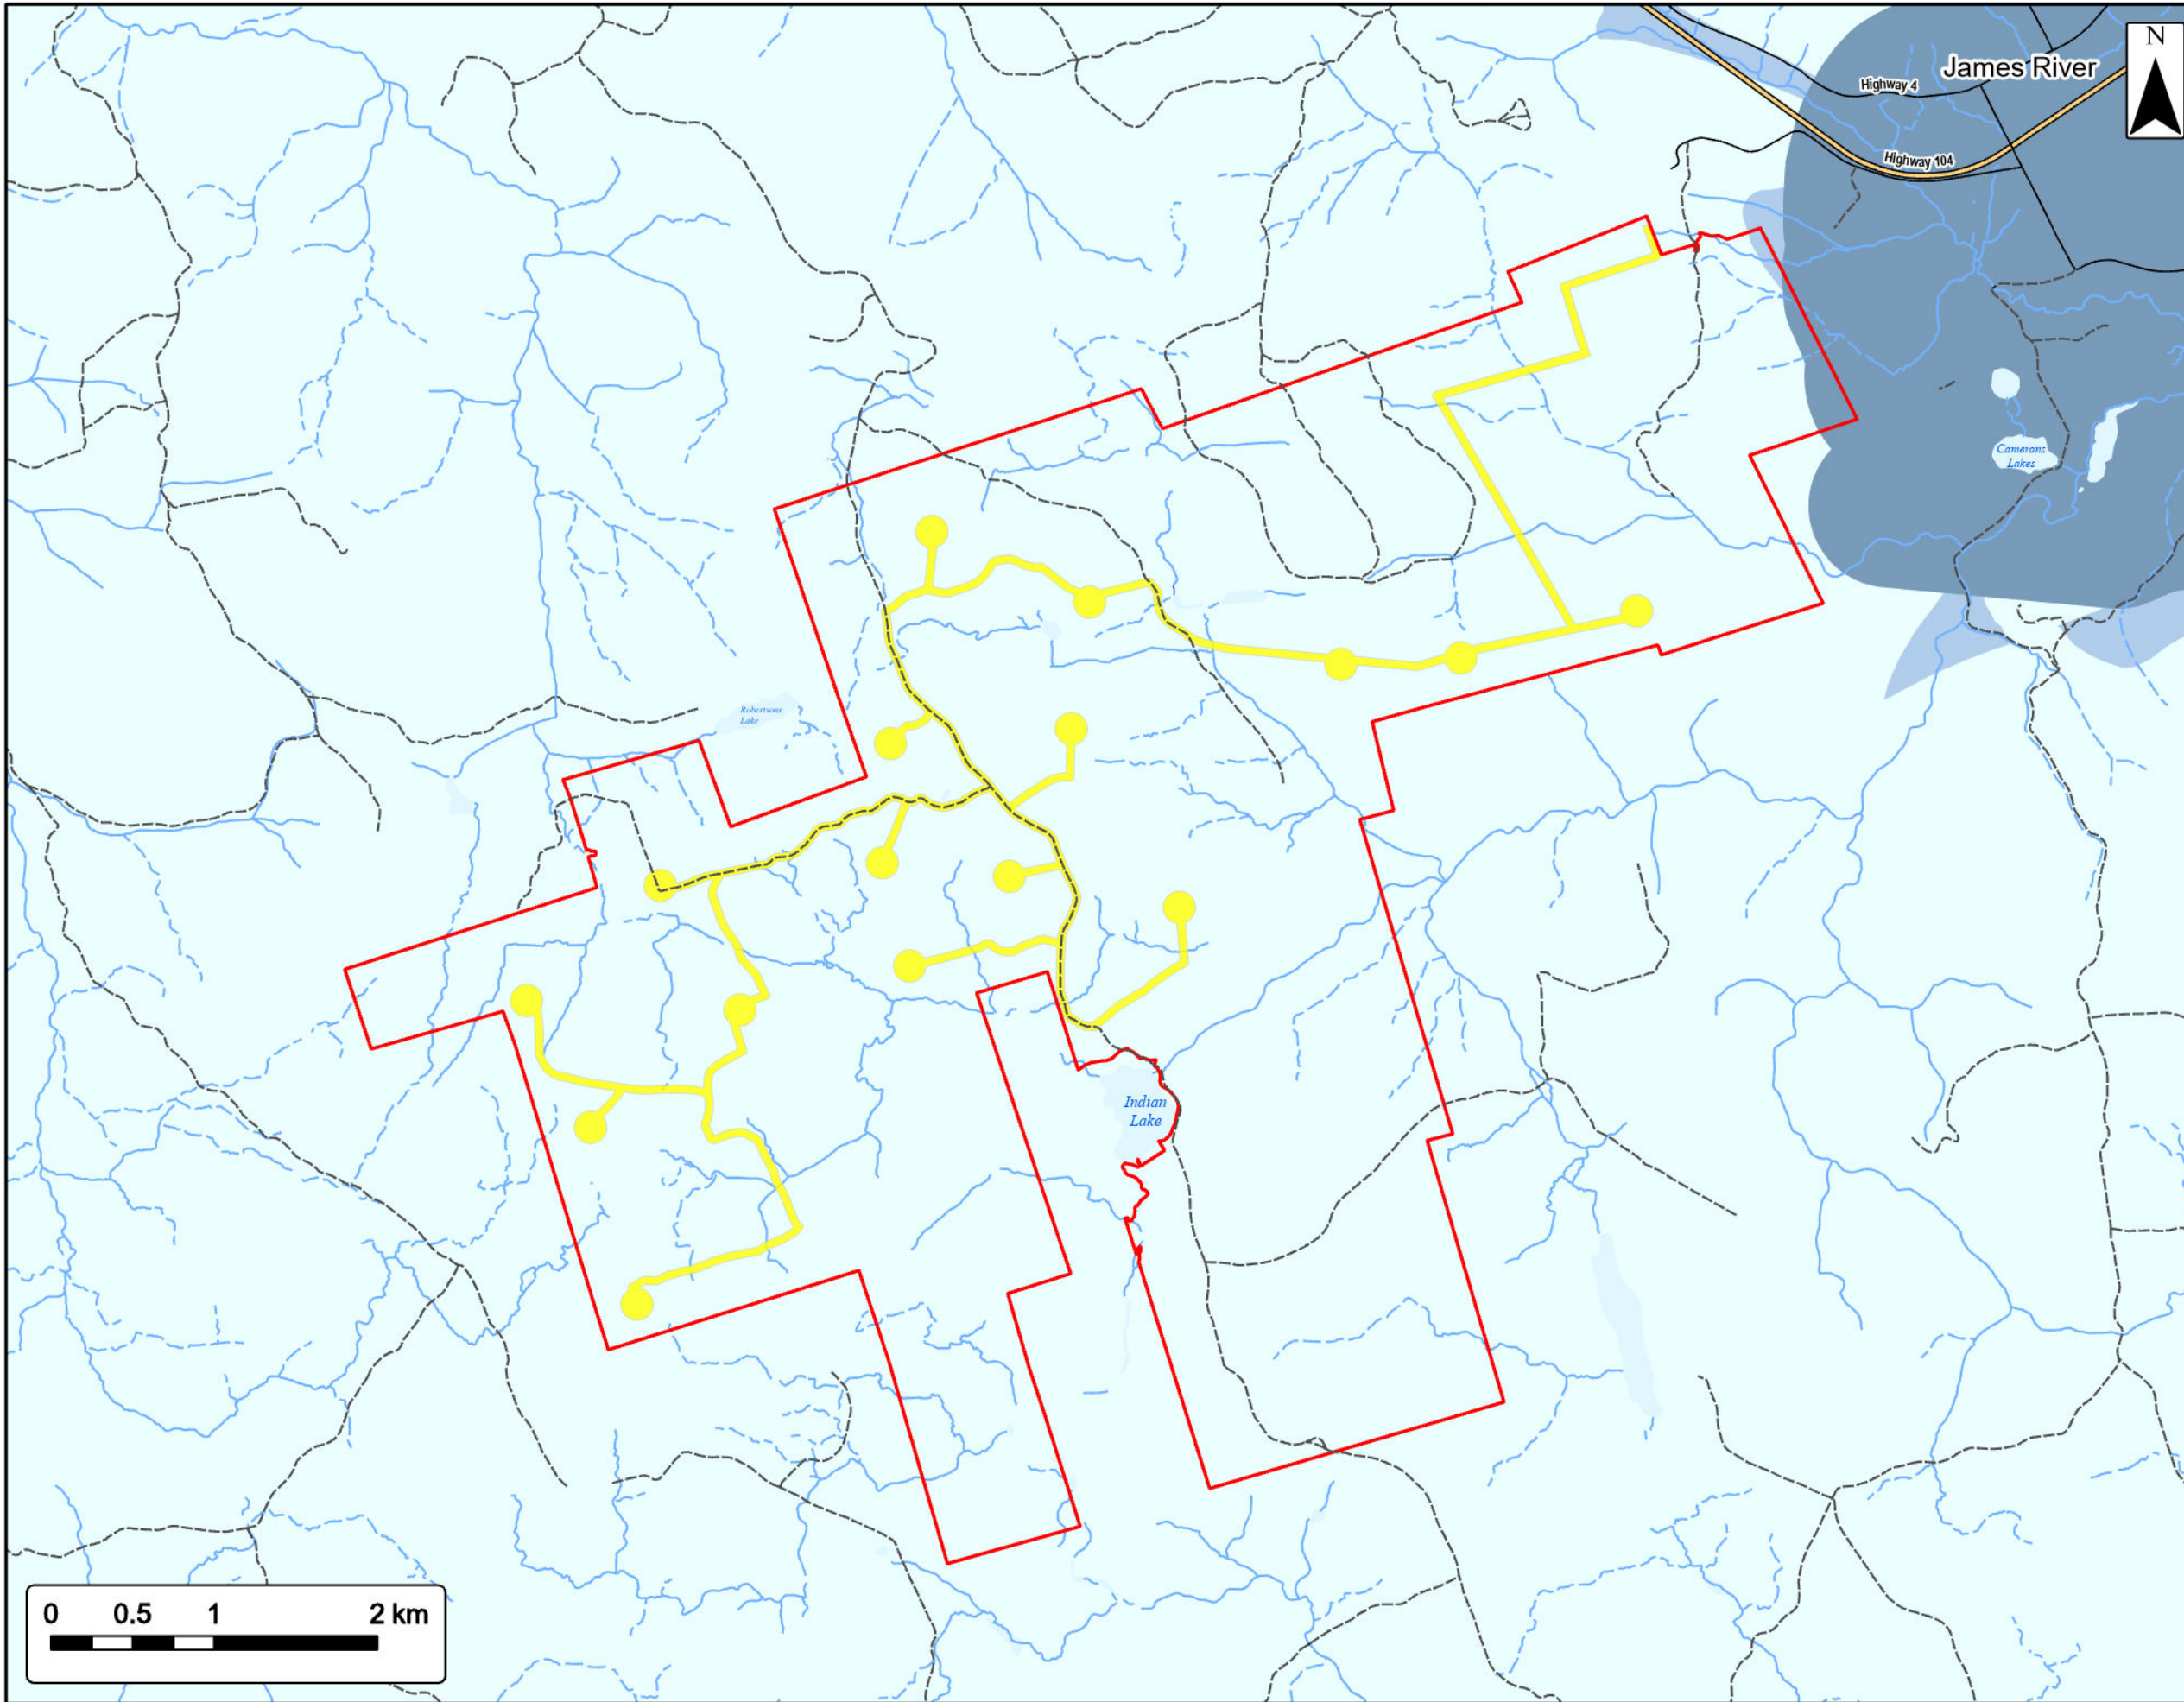 N
James River
Highway 4
Highway 104
Camerons
Lakes
Robertsons
Lake
Indian
Lake
0 0.5 1 2 km